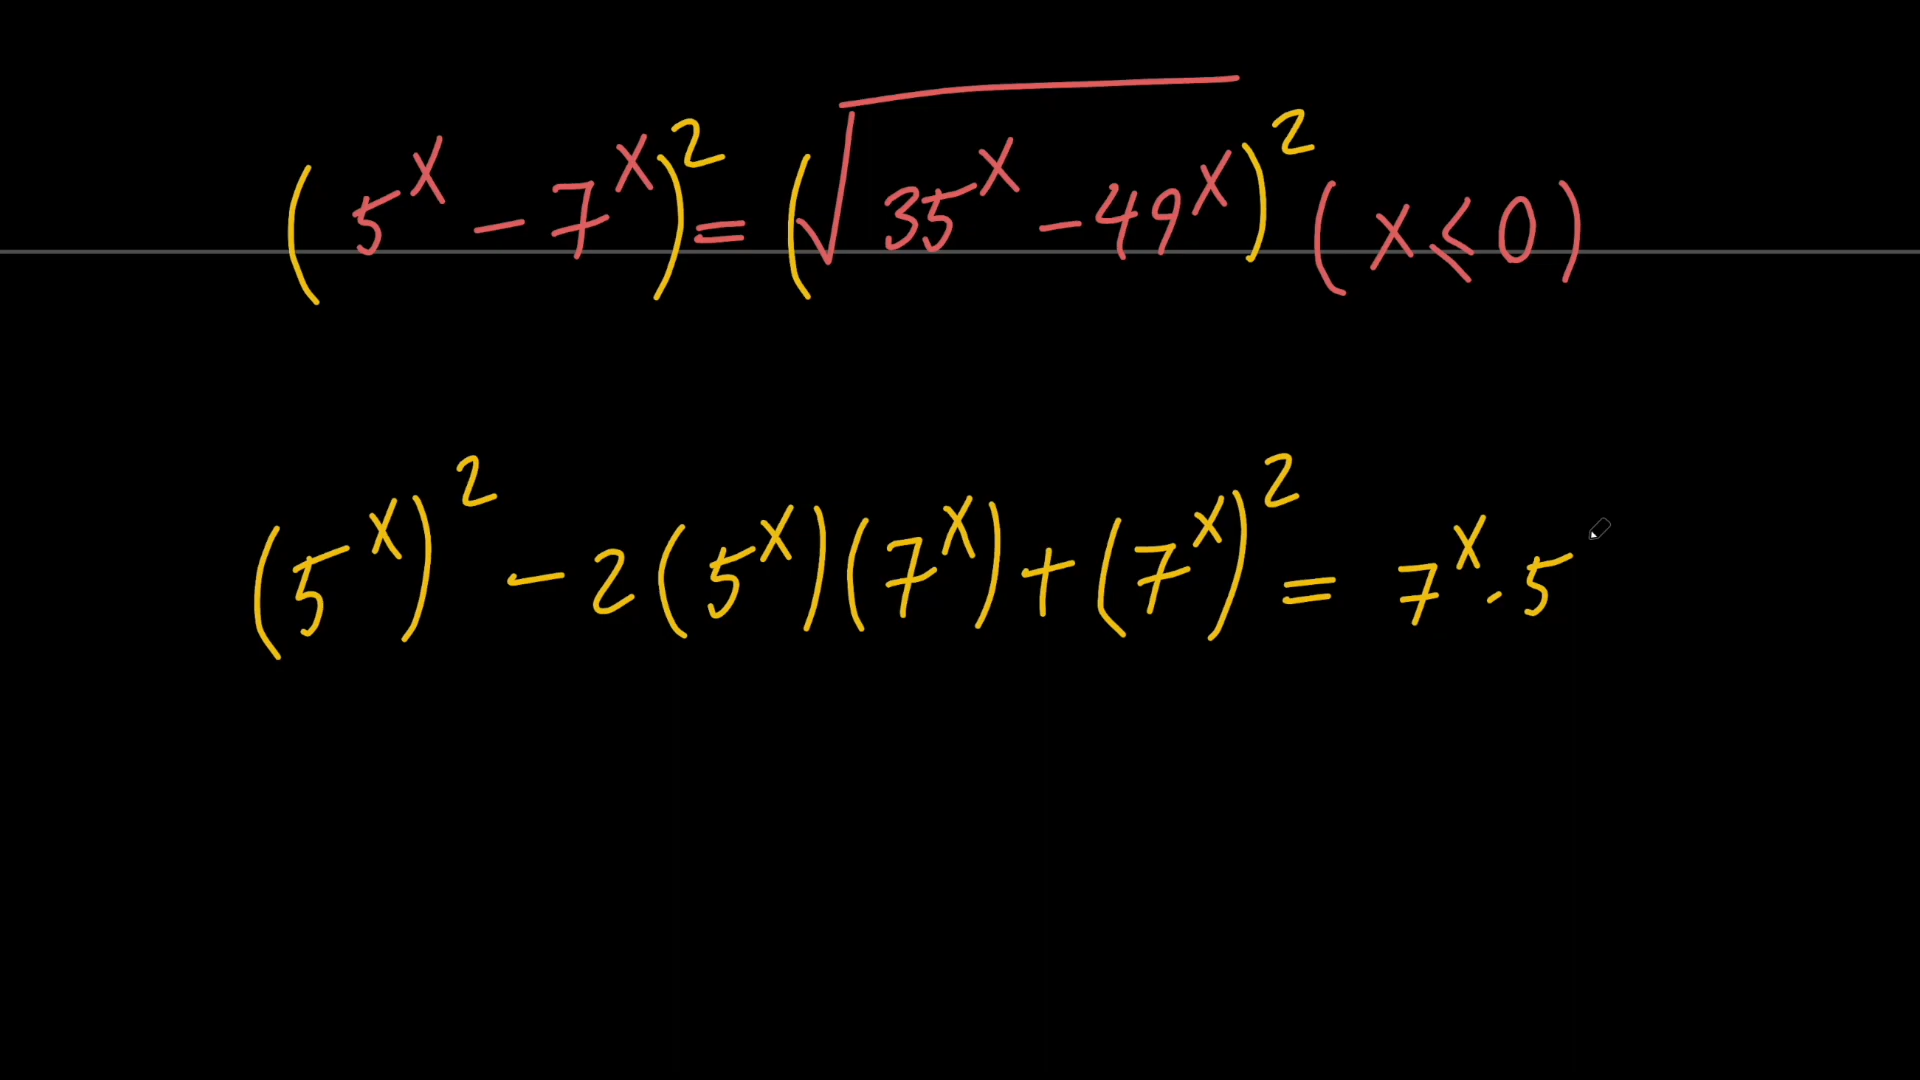 (5^x − 7^x)^2 = (√(35^x − 49^x))^2 (x ≤ 0)
(5^x)^2 − 2(5^x)(7^x) + (7^x)^2 = 7^x · 5